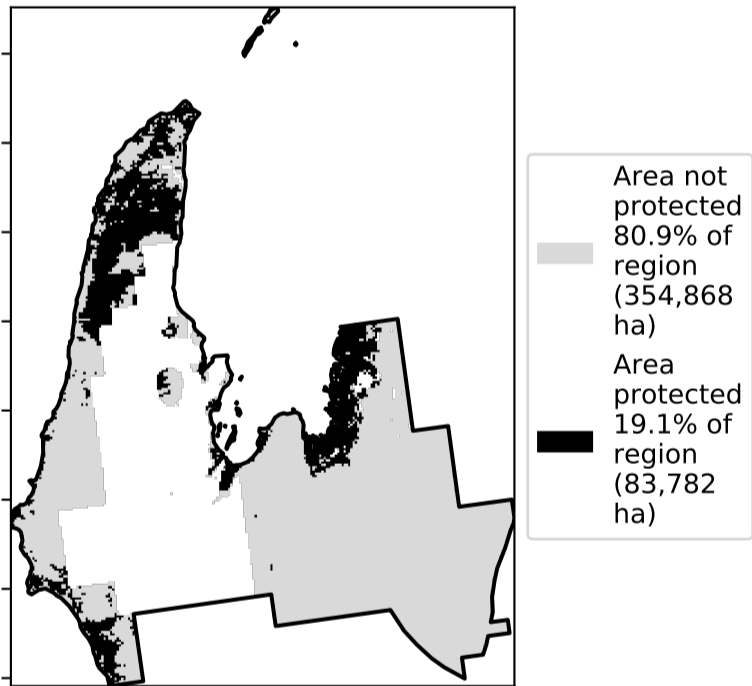 Area not
protected
80.9% of
region
(354,868
ha)
Area
protected
19.1% of
region
(83,782
ha)